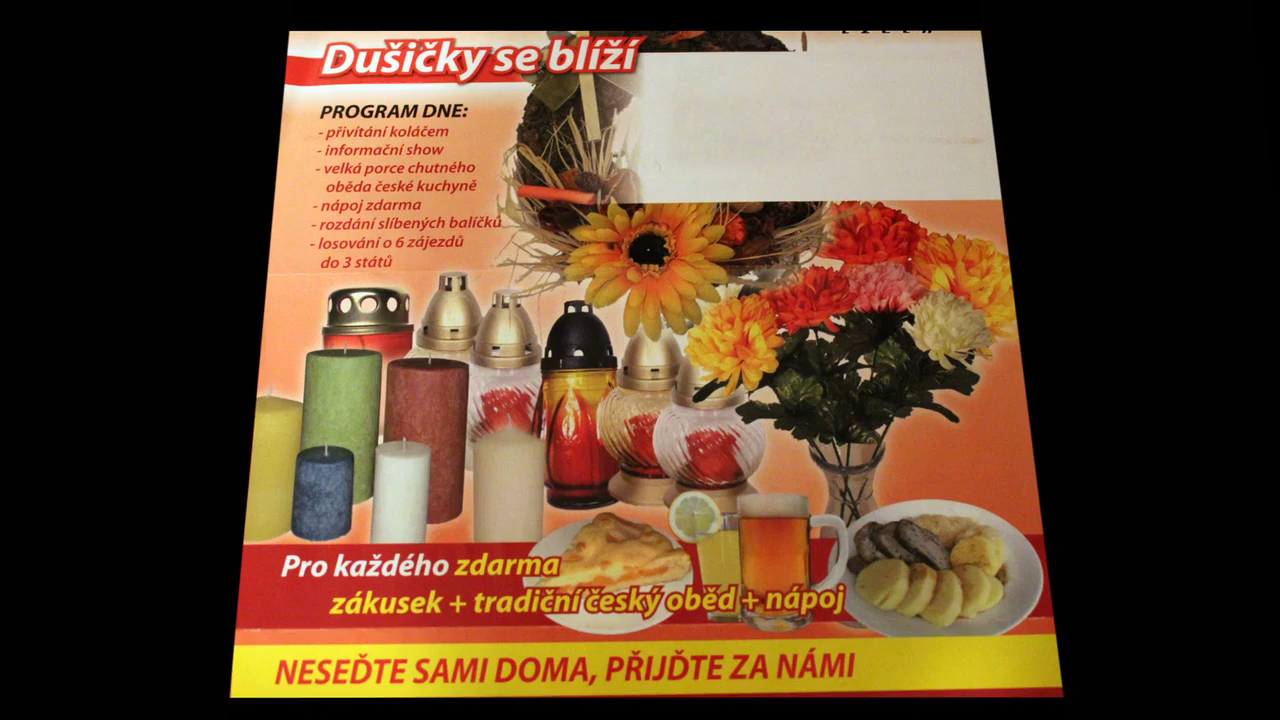 Dušičky se blíží
PROGRAM DNE:
- přivítání koláčem
- informační show
- velká porce chutného
oběda české kuchyně
- nápoj zdarma
- rozdání slíbených balíčků
- losování o 6 zájezdů
do 3 států
Pro každého zdarma
zákusek + tradiční český oběd + nápoj
NESEĎTE SAMI DOMA, PŘIJĎTE ZA NÁMI